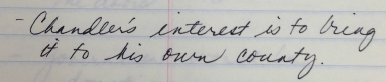 - Chandler's interest is to bring
it to his own county.